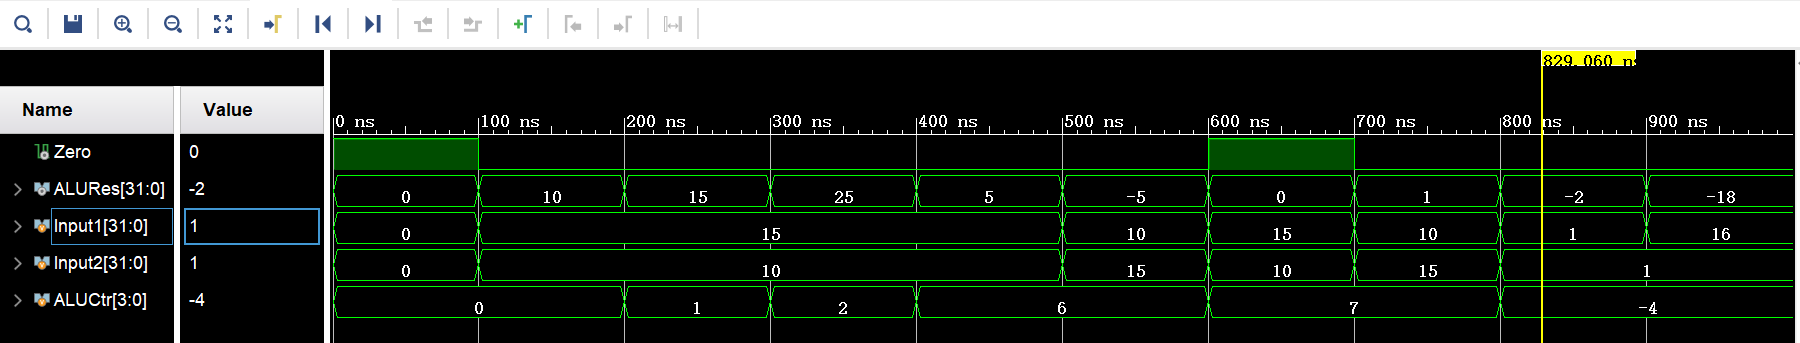 829.060 ns
Name Value
0 ns 100 ns 200 ns 300 ns 400 ns 500 ns 600 ns 700 ns 800 ns 900 ns
Zero 0
ALURes[31:0] -2 0 10 15 25 5 -5 0 1 -2 -18
Input1[31:0] 1 0 15 10 15 10 1 16
Input2[31:0] 1 0 10 15 10 15 1
ALUCtr[3:0] -4 0 1 2 6 7 -4